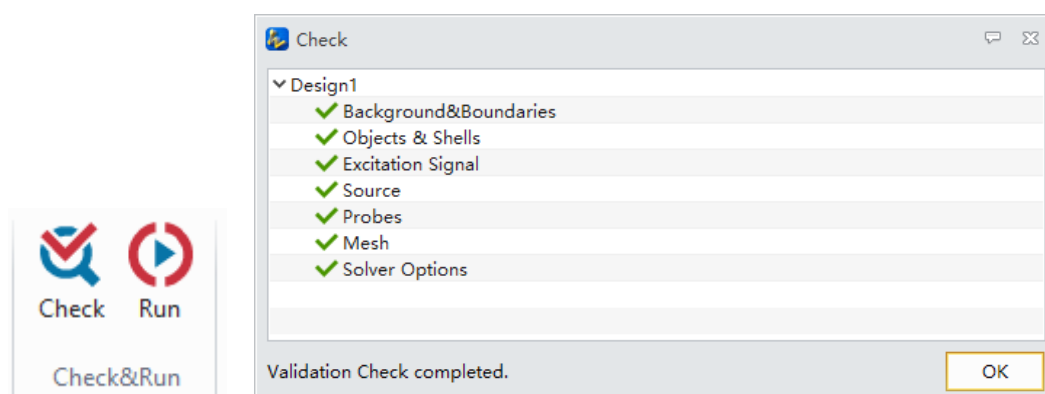 Check
Design1
Background&Boundaries
Objects & Shells
Excitation Signal
Source
Probes
Mesh
Solver Options
Validation Check completed.
OK
Check Run
Check&Run